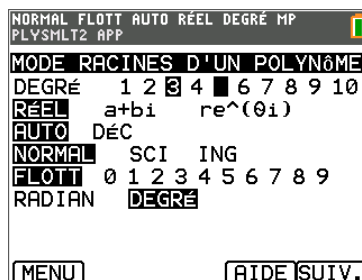 NORMAL FLOTT AUTO RÉEL DEGRÉ MP
PLYSMLT2 APP
MODE RACINES D'UN POLYNôME
DEGRé 1 2 3 4 6 7 8 9 10
RéEL a+bi re^(θi)
AUTO DéC
NORMAL SCI ING
FLOTT 0 1 2 3 4 5 6 7 8 9
RADIAN DEGRé
MENU AIDE SUIV.